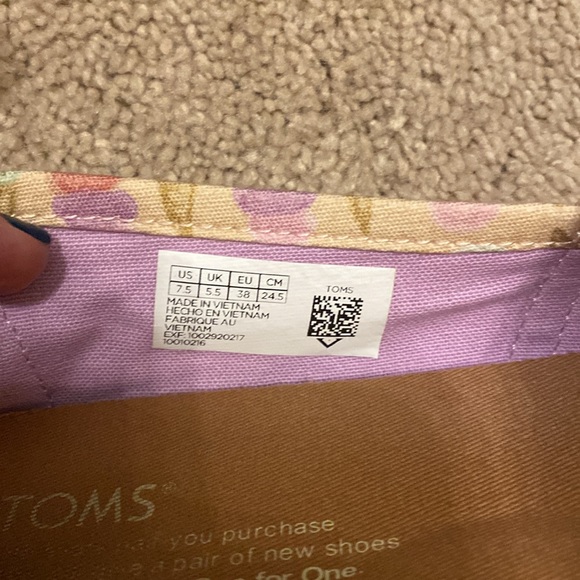 US UK EU CM
7.5 5.5 38 24.5
MADE IN VIETNAM
HECHO EN VIETNAM
FABRIQUE AU
VIETNAM
EXF: 1002920217
10010216
TOMS
TOMS®
you purchase
a pair of new shoes
for One.